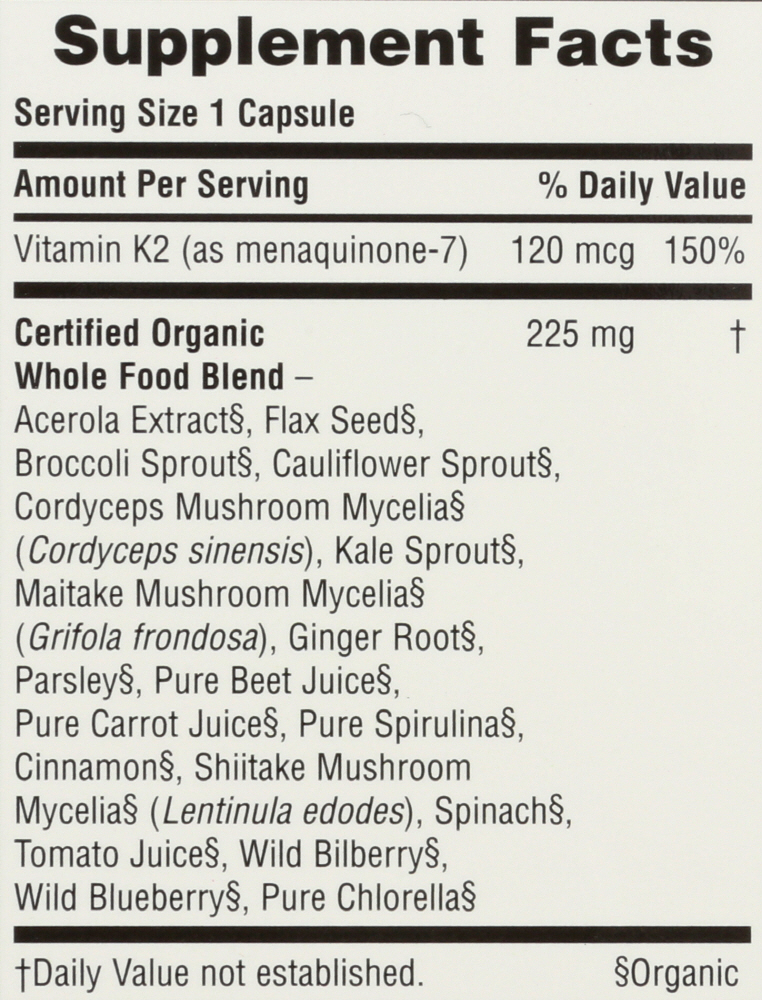 Supplement Facts
Serving Size 1 Capsule
Amount Per Serving % Daily Value
Vitamin K2 (as menaquinone-7) 120 mcg 150%
Certified Organic 225 mg †
Whole Food Blend –
Acerola Extract§, Flax Seed§,
Broccoli Sprout§, Cauliflower Sprout§,
Cordyceps Mushroom Mycelia§
(Cordyceps sinensis), Kale Sprout§,
Maitake Mushroom Mycelia§
(Grifola frondosa), Ginger Root§,
Parsley§, Pure Beet Juice§,
Pure Carrot Juice§, Pure Spirulina§,
Cinnamon§, Shiitake Mushroom
Mycelia§ (Lentinula edodes), Spinach§,
Tomato Juice§, Wild Bilberry§,
Wild Blueberry§, Pure Chlorella§
†Daily Value not established. §Organic